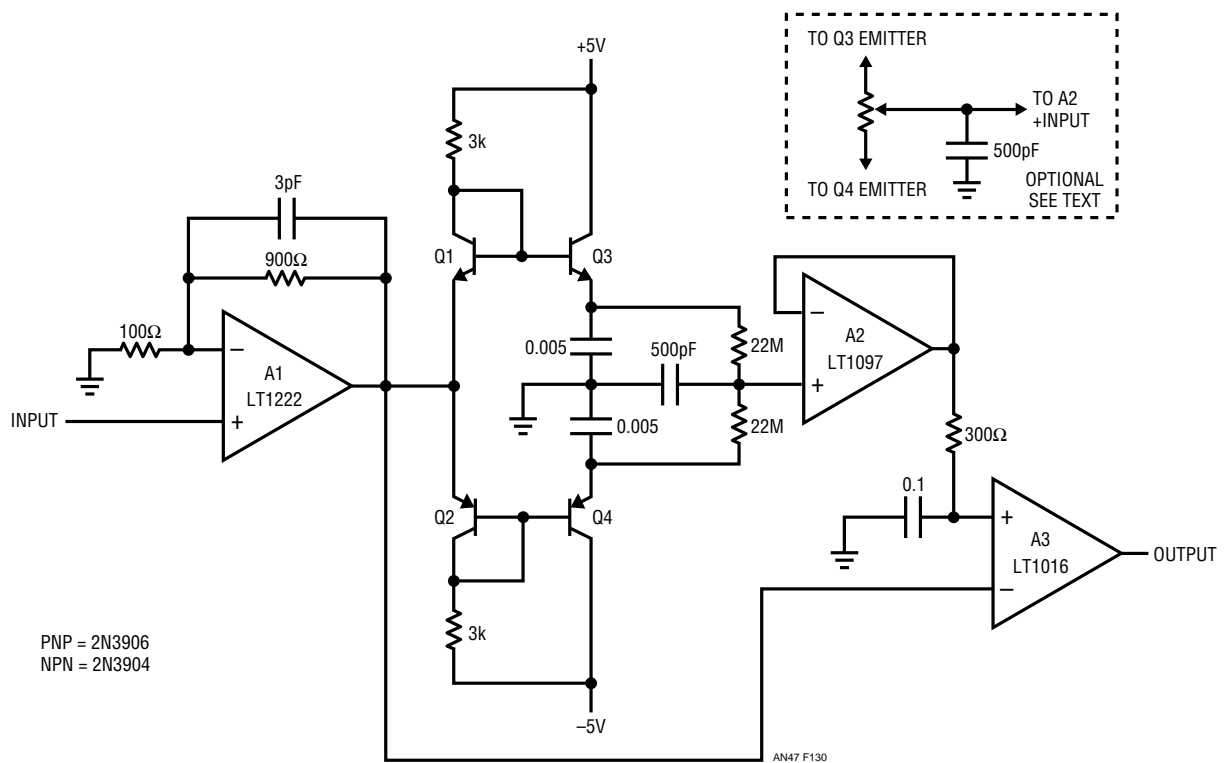 +5V
3k
3pF
900Ω
100Ω
–
A1
LT1222
+
INPUT
Q1
Q3
0.005
500pF
0.005
22M
22M
Q2
Q4
3k
–5V
–
A2
LT1097
+
300Ω
0.1
+
A3
LT1016
–
OUTPUT
TO Q3 EMITTER
TO A2
+INPUT
500pF
TO Q4 EMITTER
OPTIONAL
SEE TEXT
PNP = 2N3906
NPN = 2N3904
AN47 F130